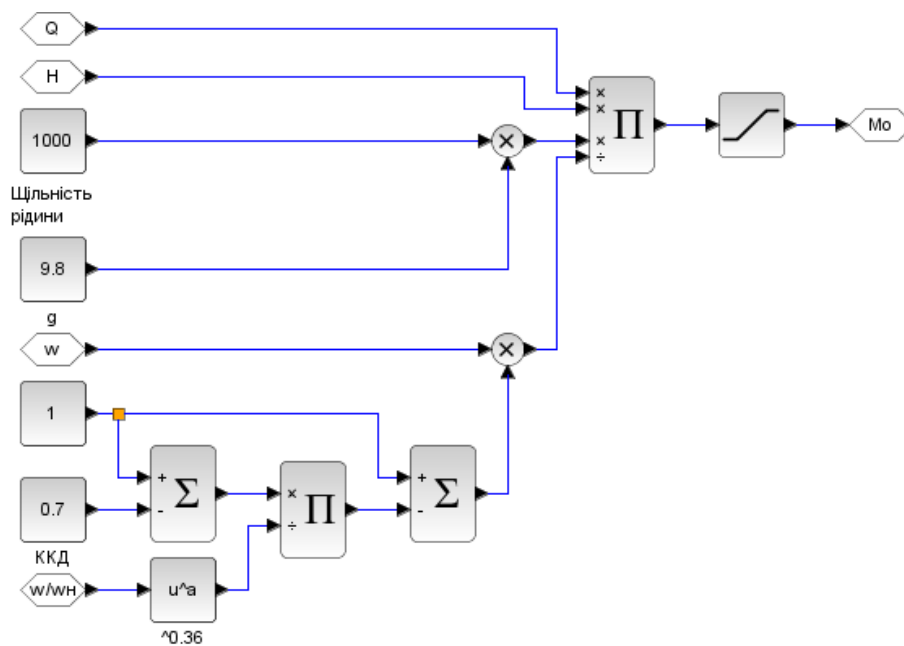 Q
H
×
×
1000
×
×
÷
∏
Mo
Щільність
рідини
9.8
g
w
×
1
+
-
Σ
+
-
Σ
×
÷
∏
0.7
ККД
w/wн
u^a
^0.36